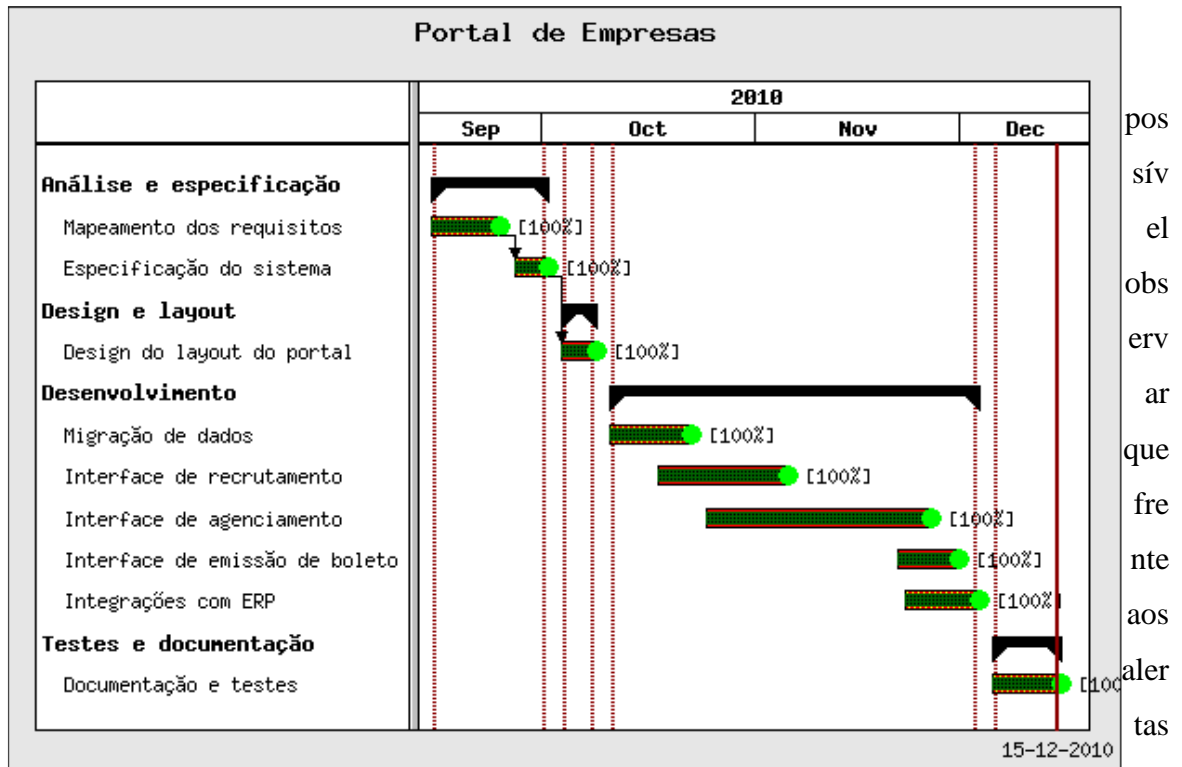 Portal de Empresas
2010
Sep Oct Nov Dec
Análise e especificação
Mapeamento dos requisitos [100%]
Especificação do sistema [100%]
Design e layout
Design do layout do portal [100%]
Desenvolvimento
Migração de dados [100%]
Interface de recrutamento [100%]
Interface de agenciamento [100%]
Interface de emissão de boleto [100%]
Integrações com ERP [100%
Testes e documentação
Documentação e testes [100
15-12-2010
pos
sív
el
obs
erv
ar
que
fre
nte
aos
aler
tas